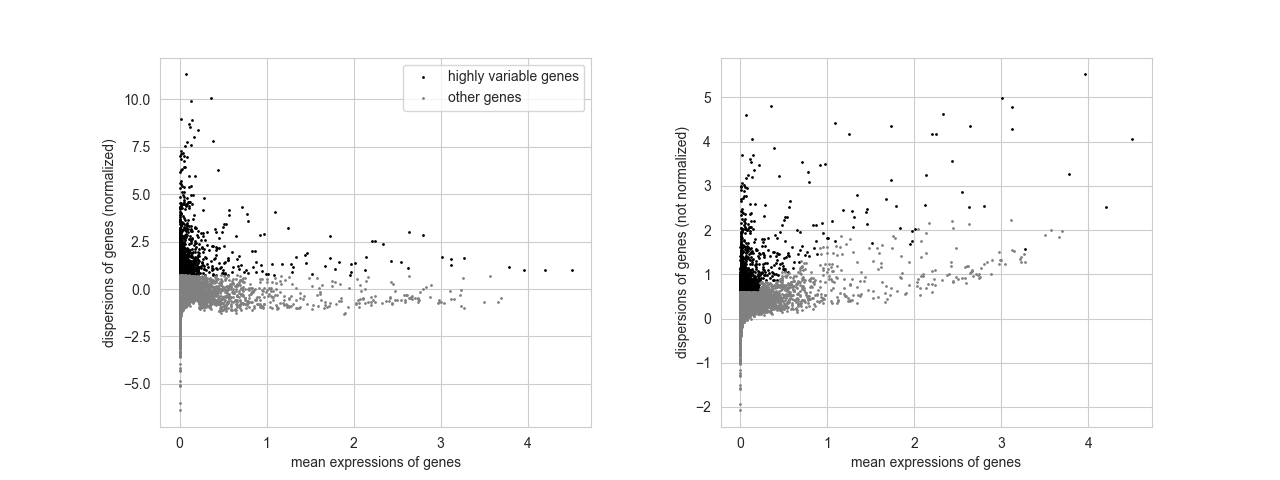 highly variable genes
other genes
dispersions of genes (normalized)
10.0
7.5
5.0
2.5
0.0
−2.5
−5.0
0 1 2 3 4
mean expressions of genes
dispersions of genes (not normalized)
5
4
3
2
1
0
−1
−2
0 1 2 3 4
mean expressions of genes